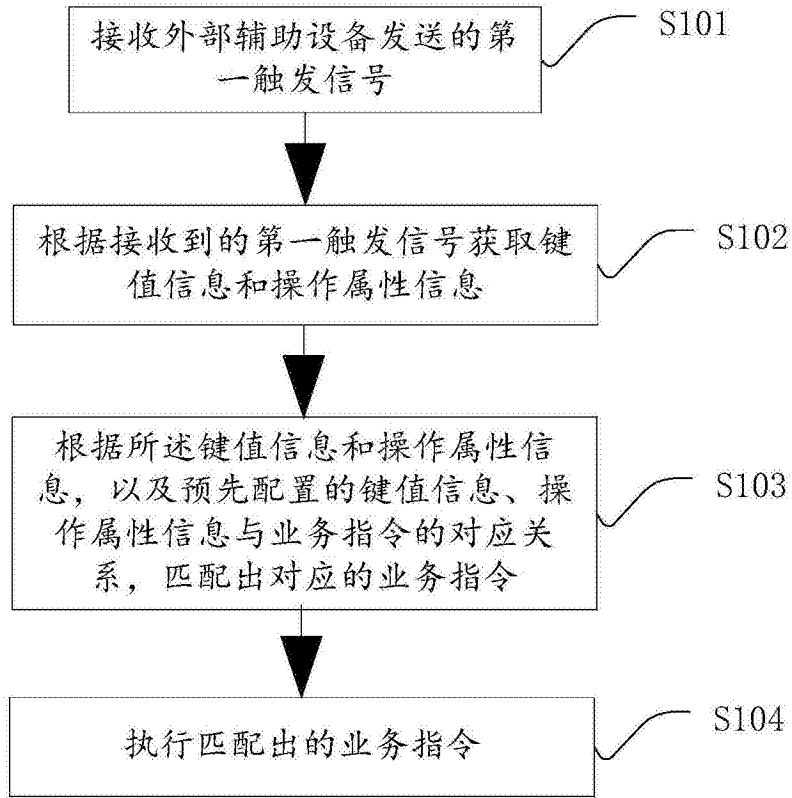 接收外部辅助设备发送的第
一触发信号
S101
根据接收到的第一触发信号获取键
值信息和操作属性信息
S102
根据所述键值信息和操作属性信
息，以及预先配置的键值信息、操
作属性信息与业务指令的对应关
系，匹配出对应的业务指令
S103
执行匹配出的业务指令
S104